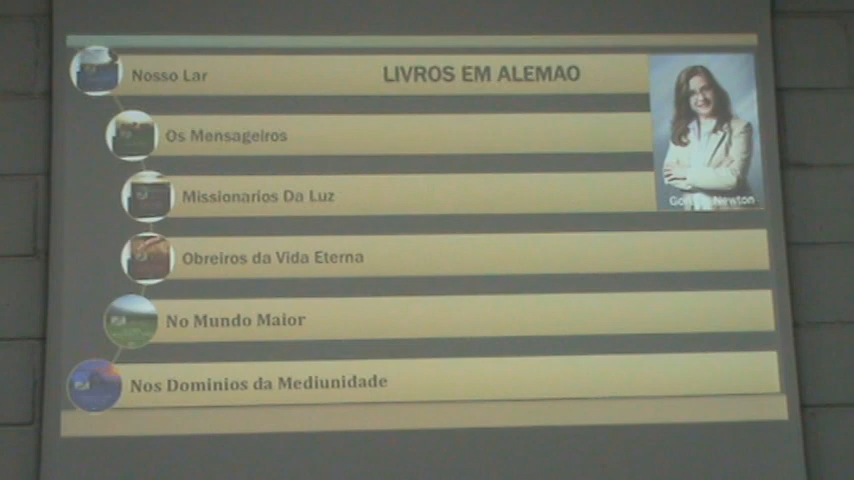 Nosso Lar
LIVROS EM ALEMAO
Os Mensageiros
Missionarios Da Luz
Newton
Obreiros da Vida Eterna
No Mundo Maior
Nos Dominios da Mediunidade